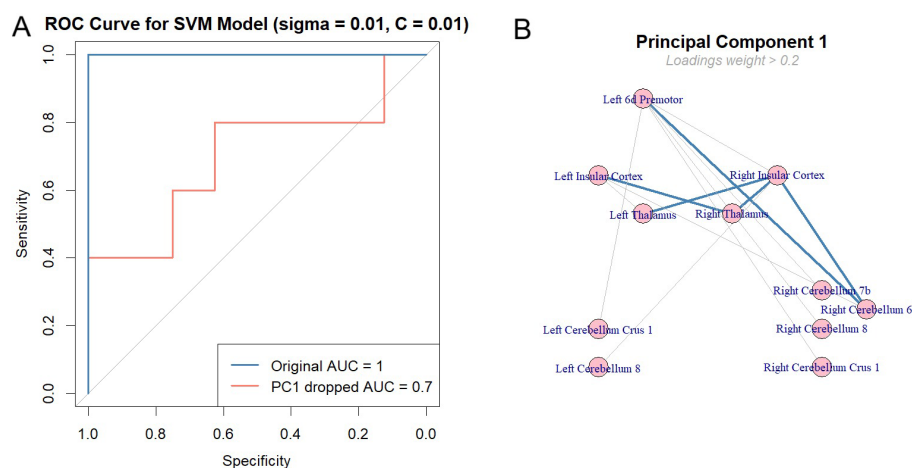 A
ROC Curve for SVM Model (sigma = 0.01, C = 0.01)
Sensitivity
1.0
0.8
0.6
0.4
0.2
0.0
Original AUC = 1
PC1 dropped AUC = 0.7
1.0 0.8 0.6 0.4 0.2 0.0
Specificity
B
Principal Component 1
Loadings weight > 0.2
Left 6d Premotor
Left Insular Cortex
Right Insular Cortex
Left Thalamus
Right Thalamus
Right Cerebellum 7b
Right Cerebellum 6
Left Cerebellum Crus 1
Right Cerebellum 8
Left Cerebellum 8
Right Cerebellum Crus 1